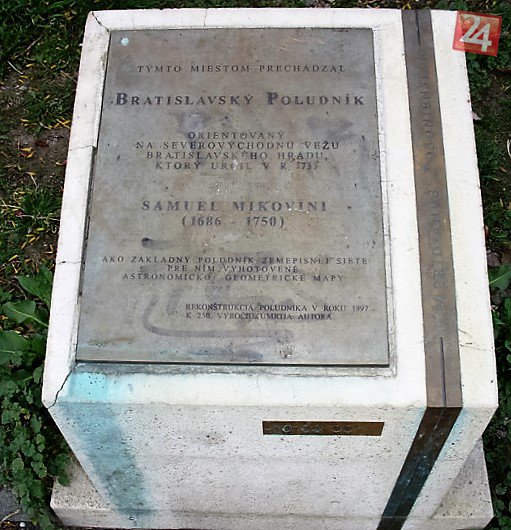 24
TÝMTO MIESTOM PRECHÁDZAL
BRATISLAVSKÝ POLUDNÍK
ORIENTOVANÝ
NA SEVEROVÝCHODNÚ VEŽU
BRATISLAVSKÉHO HRADU,
KTORÝ URČIL V R.
SAMUEL MIKOVÍNI
(1686 - 1750)
AKO ZÁKLADNÝ POLUDNÍK ZEMEPISNEJ SIETE
PRE NÍM VYHOTOVENÉ
ASTRONOMICKO - GEOMETRICKÉ MAPY
REKONŠTRUKCIA POLUDNÍKA V ROKU 1997
K 250. VÝROČIU ÚMRTIA AUTORA